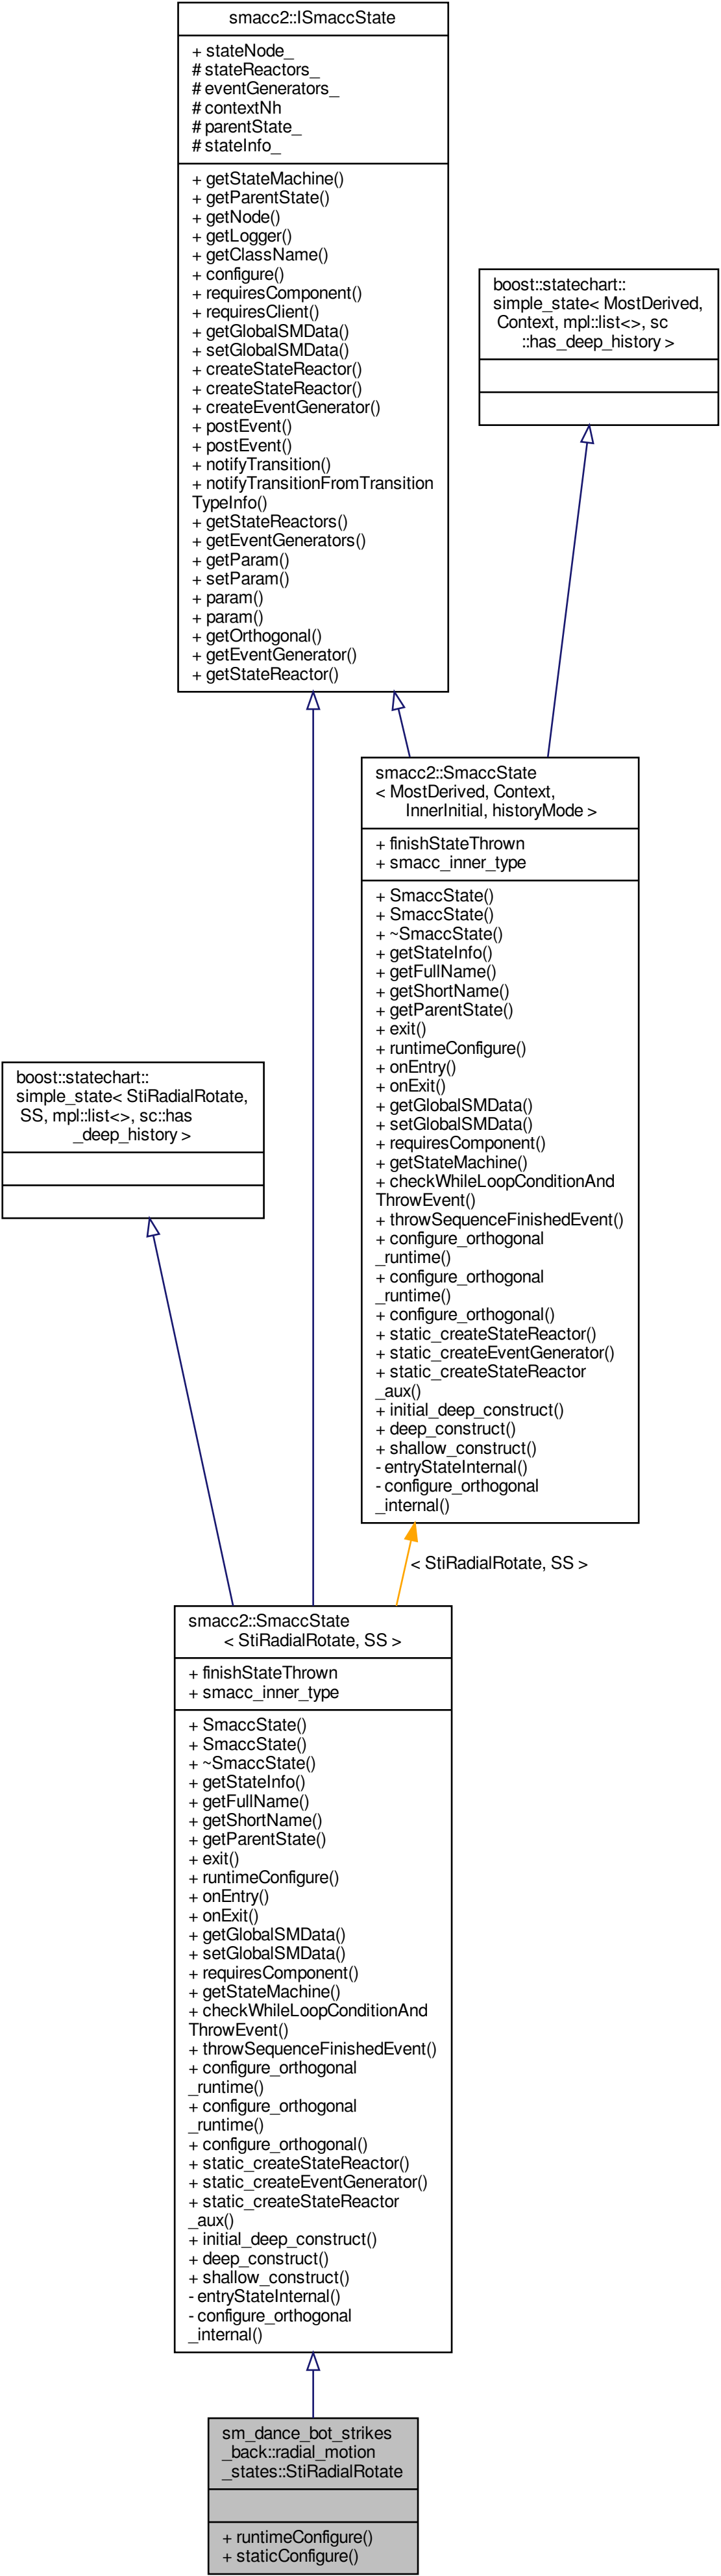 smacc2::ISmaccState
+ stateNode_
# stateReactors_
# eventGenerators_
# contextNh
# parentState_
# stateInfo_
+ getStateMachine()
+ getParentState()
+ getNode()
+ getLogger()
+ getClassName()
+ configure()
+ requiresComponent()
+ requiresClient()
+ getGlobalSMData()
+ setGlobalSMData()
+ createStateReactor()
+ createStateReactor()
+ createEventGenerator()
+ postEvent()
+ postEvent()
+ notifyTransition()
+ notifyTransitionFromTransition
TypeInfo()
+ getStateReactors()
+ getEventGenerators()
+ getParam()
+ setParam()
+ param()
+ param()
+ getOrthogonal()
+ getEventGenerator()
+ getStateReactor()
boost::statechart::
simple_state< MostDerived,
Context, mpl::list<>, sc
::has_deep_history >
smacc2::SmaccState
< MostDerived, Context,
InnerInitial, historyMode >
+ finishStateThrown
+ smacc_inner_type
+ SmaccState()
+ SmaccState()
+ ~SmaccState()
+ getStateInfo()
+ getFullName()
+ getShortName()
+ getParentState()
+ exit()
+ runtimeConfigure()
+ onEntry()
+ onExit()
+ getGlobalSMData()
+ setGlobalSMData()
+ requiresComponent()
+ getStateMachine()
+ checkWhileLoopConditionAnd
ThrowEvent()
+ throwSequenceFinishedEvent()
+ configure_orthogonal
_runtime()
+ configure_orthogonal
_runtime()
+ configure_orthogonal()
+ static_createStateReactor()
+ static_createEventGenerator()
+ static_createStateReactor
_aux()
+ initial_deep_construct()
+ deep_construct()
+ shallow_construct()
- entryStateInternal()
- configure_orthogonal
_internal()
boost::statechart::
simple_state< StiRadialRotate,
SS, mpl::list<>, sc::has
_deep_history >
< StiRadialRotate, SS >
smacc2::SmaccState
< StiRadialRotate, SS >
+ finishStateThrown
+ smacc_inner_type
+ SmaccState()
+ SmaccState()
+ ~SmaccState()
+ getStateInfo()
+ getFullName()
+ getShortName()
+ getParentState()
+ exit()
+ runtimeConfigure()
+ onEntry()
+ onExit()
+ getGlobalSMData()
+ setGlobalSMData()
+ requiresComponent()
+ getStateMachine()
+ checkWhileLoopConditionAnd
ThrowEvent()
+ throwSequenceFinishedEvent()
+ configure_orthogonal
_runtime()
+ configure_orthogonal
_runtime()
+ configure_orthogonal()
+ static_createStateReactor()
+ static_createEventGenerator()
+ static_createStateReactor
_aux()
+ initial_deep_construct()
+ deep_construct()
+ shallow_construct()
- entryStateInternal()
- configure_orthogonal
_internal()
sm_dance_bot_strikes
_back::radial_motion
_states::StiRadialRotate
+ runtimeConfigure()
+ staticConfigure()